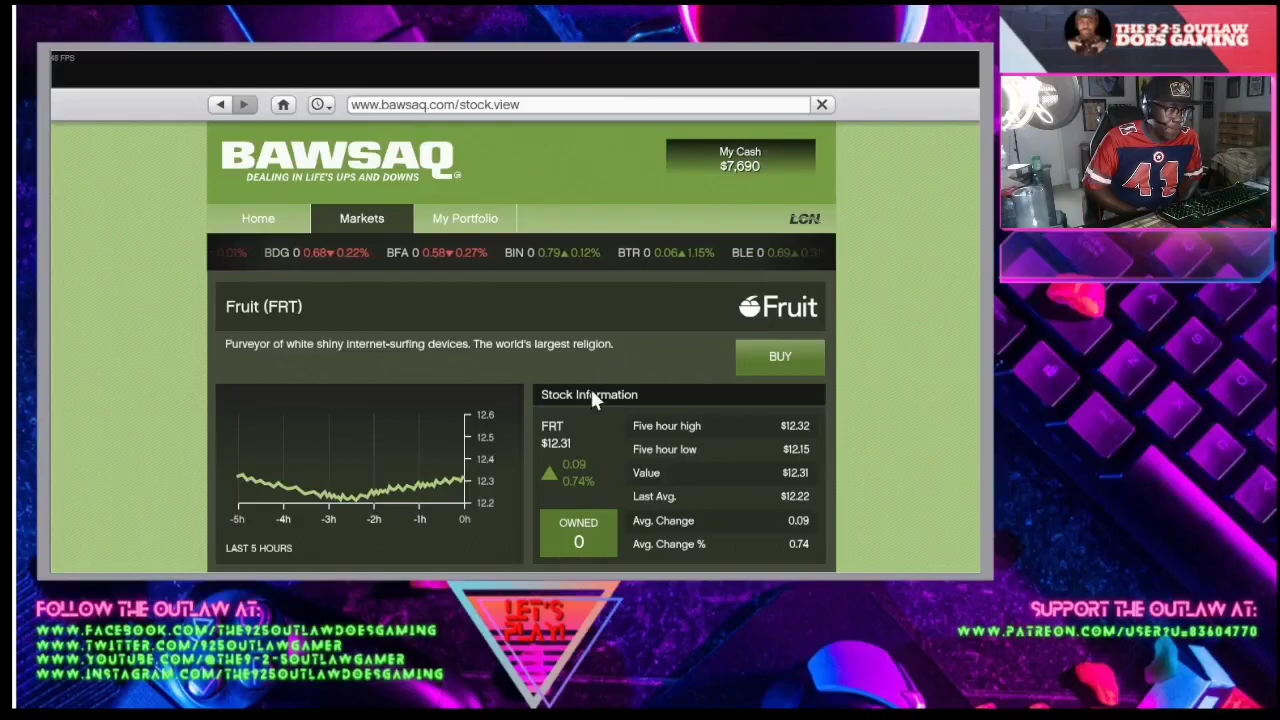 48 FPS
THE 9-2-5 OUTLAW
DOES GAMING
www.bawsaq.com/stock.view
BAWSAQ
DEALING IN LIFE'S UPS AND DOWNS
My Cash
$7,690
Home Markets My Portfolio LCN
0.01% BDG 0 0.68▼0.22% BFA 0 0.58▼0.27% BIN 0 0.79▲0.12% BTR 0 0.06▲1.15% BLE 0 0.69▲
Fruit (FRT)
Fruit
Purveyor of white shiny internet-surfing devices. The world's largest religion.
BUY
12.6
12.5
12.4
12.3
12.2
-5h -4h -3h -2h -1h 0h
LAST 5 HOURS
Stock Information
FRT
$12.31
0.09
0.74%
OWNED
0
Five hour high $12.32
Five hour low $12.15
Value $12.31
Last Avg. $12.22
Avg. Change 0.09
Avg. Change % 0.74
41
FOLLOW THE OUTLAW AT:
WWW.FACEBOOK.COM/THE925OUTLAWDOESGAMING
WWW.TWITTER.COM/925OUTLAWGAMER
WWW.YOUTUBE.COM/@THE9-2-5OUTLAWGAMER
WWW.INSTAGRAM.COM/THE925OUTLAWDOESGAMING
LET'S
PLAY!
SUPPORT THE OUTLAW AT:
WWW.PATREON.COM/USER?U=83604770